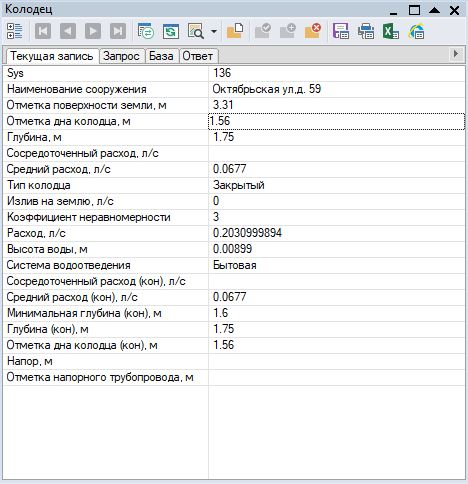 Колодец
Текущая запись Запрос База Ответ
Sys 136
Наименование сооружения Октябрьская ул,д. 59
Отметка поверхности земли, м 3.31
Отметка дна колодца, м 1.56
Глубина, м 1.75
Сосредоточенный расход, л/с
Средний расход, л/с 0.0677
Тип колодца Закрытый
Излив на землю, л/с 0
Коэффициент неравномерности 3
Расход, л/с 0.2030999894
Высота воды, м 0.00899
Система водоотведения Бытовая
Сосредоточенный расход (кон), л/с
Средний расход (кон), л/с 0.0677
Минимальная глубина (кон), м 1.6
Глубина (кон), м 1.75
Отметка дна колодца (кон), м 1.56
Напор, м
Отметка напорного трубопровода, м